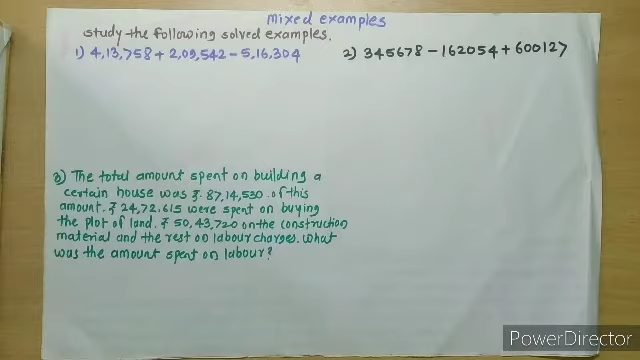 Mixed examples
study the following solved examples.
1) 4,13,758 + 2,09,542 - 5,16,304
2) 345678 - 162054 + 600127
3) The total amount spent on building a
certain house was ₹. 87,14,530. of this
amount. ₹ 24,72.615 were spent on buying
the plot of land. ₹ 50,43,720 on the construction
material and the rest on labour charges. What
was the amount spent on labour?
PowerDirector